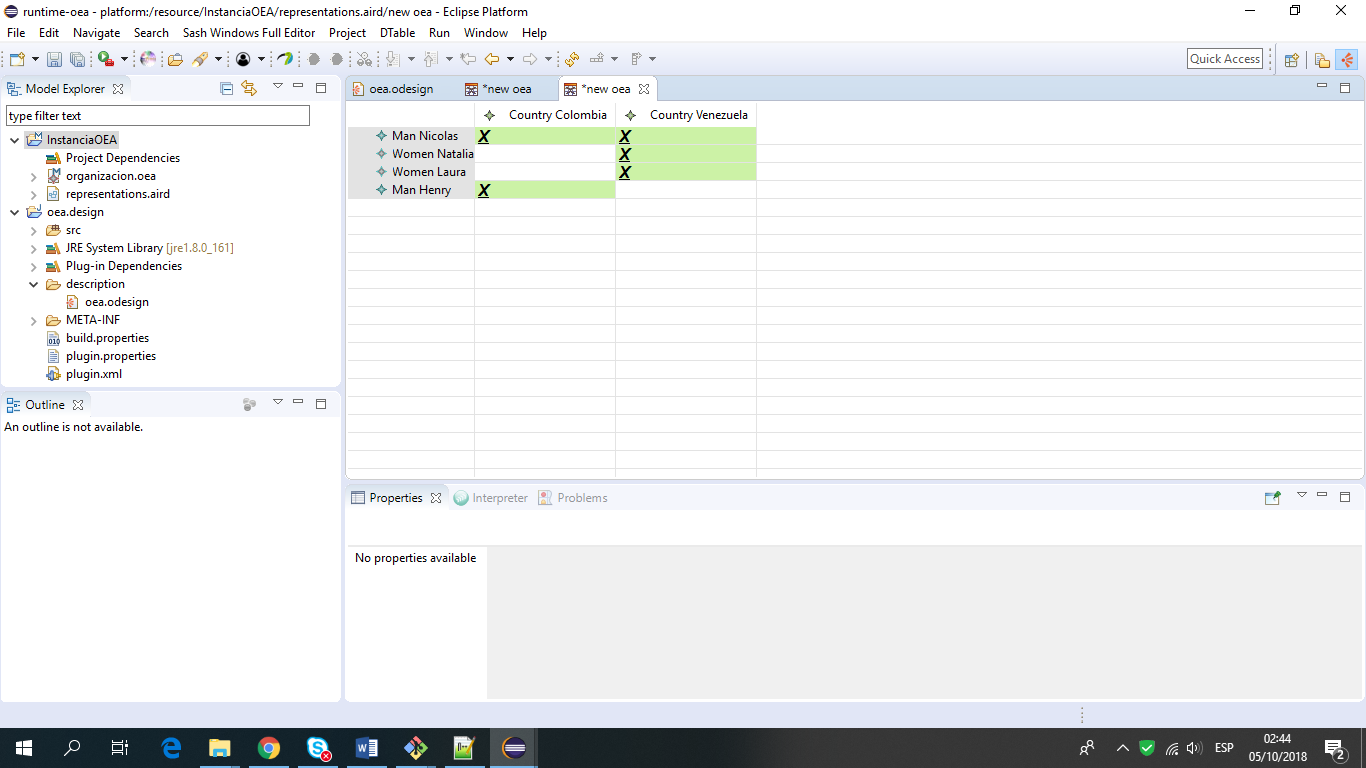 runtime-oea - platform:/resource/InstanciaOEA/representations.aird/new oea - Eclipse Platform
File Edit Navigate Search Sash Windows Full Editor Project DTable Run Window Help
Quick Access
Model Explorer
type filter text
InstanciaOEA
Project Dependencies
organizacion.oea
representations.aird
oea.design
src
JRE System Library [jre1.8.0_161]
Plug-in Dependencies
description
oea.odesign
META-INF
build.properties
plugin.properties
plugin.xml
Outline
An outline is not available.
oea.odesign *new oea *new oea
Country Colombia Country Venezuela
Man Nicolas X X
Women Natalia X
Women Laura X
Man Henry X
Properties Interpreter Problems
No properties available
ESP
02:44
05/10/2018
2